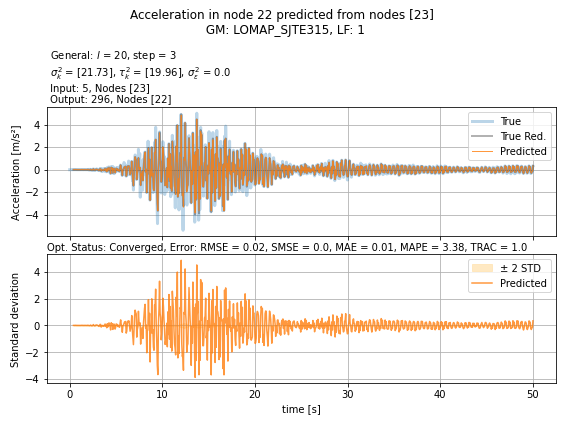 Acceleration in node 22 predicted from nodes [23]
GM: LOMAP_SJTE315, LF: 1
General: l = 20, step = 3
σ²ₖ = [21.73], τ²ₖ = [19.96], σ²ε = 0.0
Input: 5, Nodes [23]
Output: 296, Nodes [22]
Acceleration [m/s²]
4
2
0
−2
−4
True
True Red.
Predicted
Opt. Status: Converged, Error: RMSE = 0.02, SMSE = 0.0, MAE = 0.01, MAPE = 3.38, TRAC = 1.0
Standard deviation
4
2
0
−2
−4
± 2 STD
Predicted
0 10 20 30 40 50
time [s]